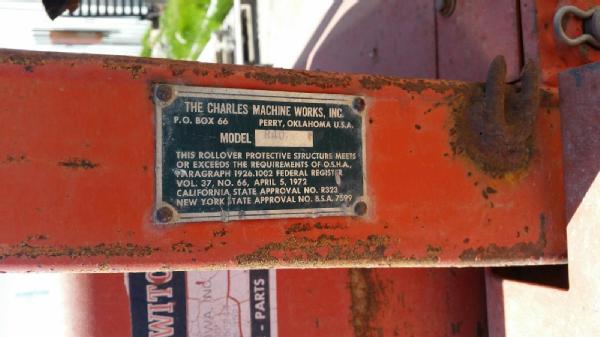 THE CHARLES MACHINE WORKS, INC.
P.O. BOX 66 PERRY, OKLAHOMA U.S.A.
MODEL R40
THIS ROLLOVER PROTECTIVE STRUCTURE MEETS
OR EXCEEDS THE REQUIREMENTS OF O.S.H.A.
PARAGRAPH 1926.1002 FEDERAL REGISTER
VOL. 37, NO. 66, APRIL 5, 1972
CALIFORNIA STATE APPROVAL NO. R323
NEW YORK STATE APPROVAL NO. B.S.A. 7599
- PARTS